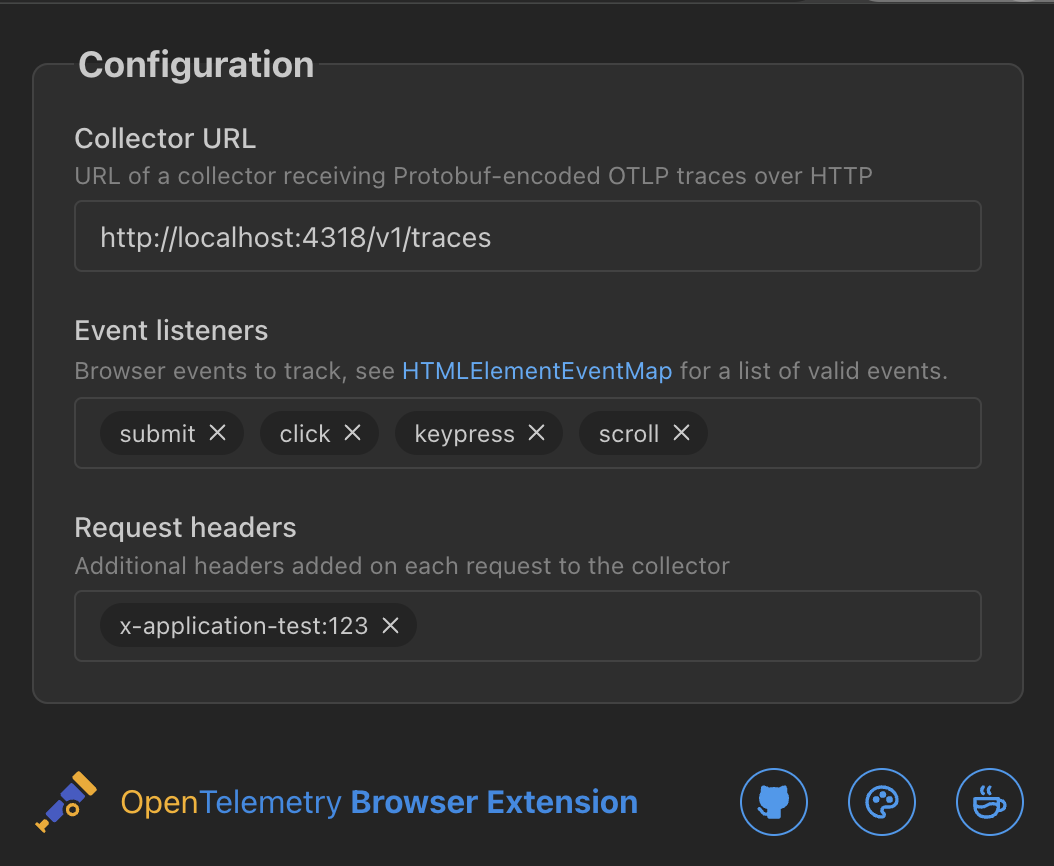 Configuration
Collector URL
URL of a collector receiving Protobuf-encoded OTLP traces over HTTP
http://localhost:4318/v1/traces
Event listeners
Browser events to track, see HTMLElementEventMap for a list of valid events.
submit click keypress scroll
Request headers
Additional headers added on each request to the collector
x-application-test:123
OpenTelemetry Browser Extension